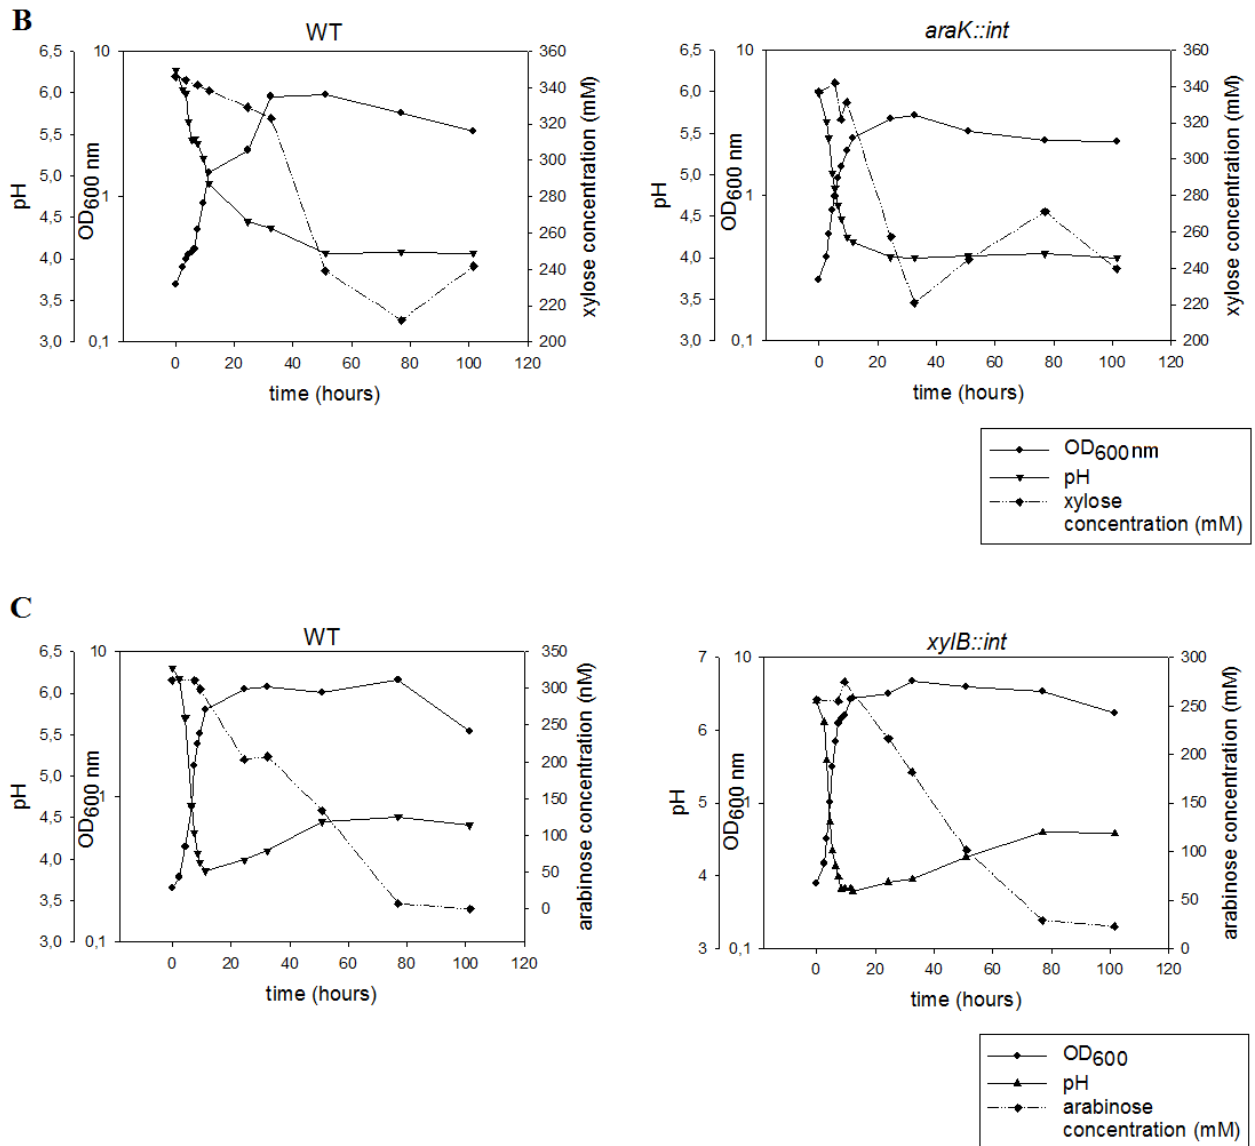 B
WT
araK::int
6,5
6,0
5,5
5,0
4,5
4,0
3,5
3,0
pH
10
1
0,1
OD600 nm
360
340
320
300
280
260
240
220
200
xylose concentration (mM)
0 20 40 60 80 100 120
time (hours)
6,5
6,0
5,5
5,0
4,5
4,0
3,5
3,0
pH
10
1
0,1
OD600 nm
360
340
320
300
280
260
240
220
200
xylose concentration (mM)
0 20 40 60 80 100 120
time (hours)
OD600nm
pH
xylose
concentration (mM)
C
WT
xylB::int
6,5
6,0
5,5
5,0
4,5
4,0
3,5
3,0
pH
10
1
0,1
OD600 nm
350
300
250
200
150
100
50
0
arabinose concentration (nM)
0 20 40 60 80 100 120
time (hours)
7
6
5
4
3
pH
10
1
0,1
OD600 nm
300
250
200
150
100
50
0
arabinose concentration (mM)
0 20 40 60 80 100 120
time (hours)
OD600
pH
arabinose
concentration (mM)